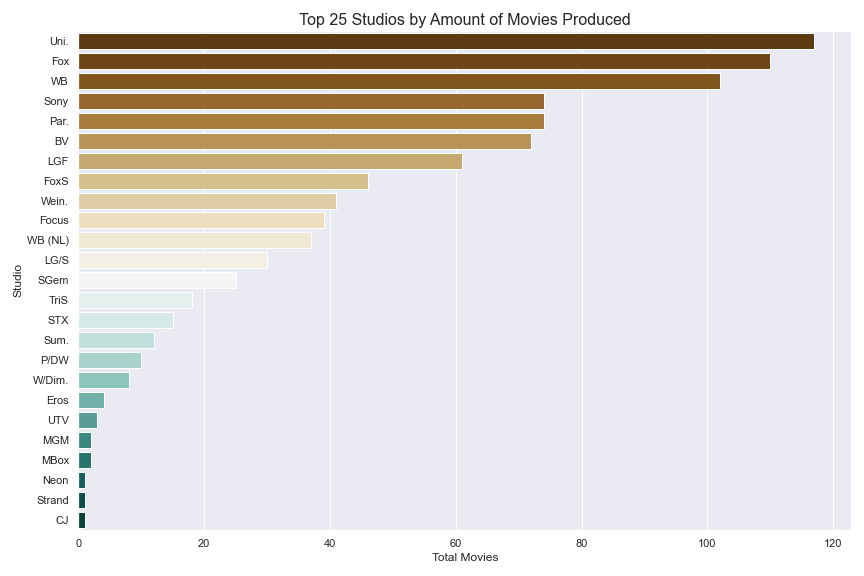 Top 25 Studios by Amount of Movies Produced
Uni.
Fox
WB
Sony
Par.
BV
LGF
FoxS
Wein.
Focus
WB (NL)
LG/S
SGem
TriS
STX
Sum.
P/DW
W/Dim.
Eros
UTV
MGM
MBox
Neon
Strand
CJ
Studio
0 20 40 60 80 100 120
Total Movies